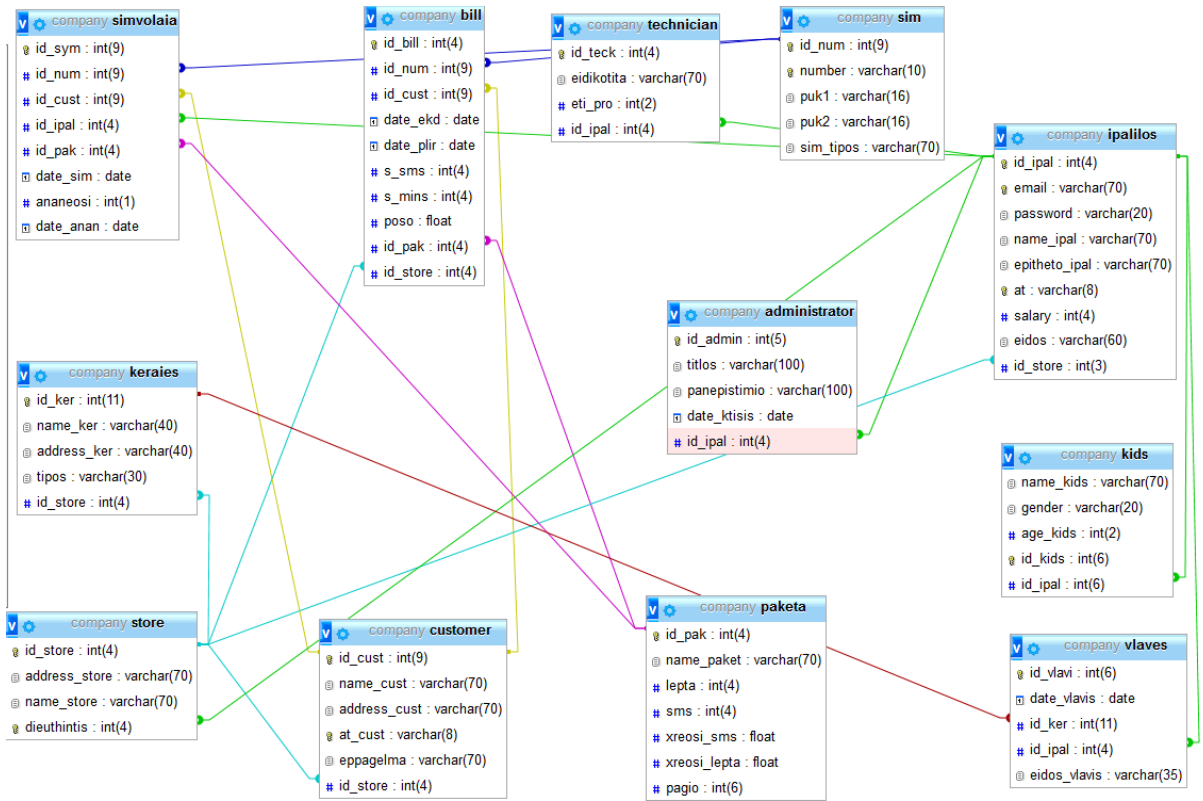 company simvolaia
id_sym : int(9)
id_num : int(9)
id_cust : int(9)
id_ipal : int(4)
id_pak : int(4)
date_sim : date
ananeosi : int(1)
date_anan : date
company bill
id_bill : int(4)
id_num : int(9)
id_cust : int(9)
date_ekd : date
date_plir : date
s_sms : int(4)
s_mins : int(4)
poso : float
id_pak : int(4)
id_store : int(4)
company technician
id_teck : int(4)
eidikotita : varchar(70)
eti_pro : int(2)
id_ipal : int(4)
company sim
id_num : int(9)
number : varchar(10)
puk1 : varchar(16)
puk2 : varchar(16)
sim_tipos : varchar(70)
company ipalilos
id_ipal : int(4)
email : varchar(70)
password : varchar(20)
name_ipal : varchar(70)
epitheto_ipal : varchar(70)
at : varchar(8)
salary : int(4)
eidos : varchar(60)
id_store : int(3)
company administrator
id_admin : int(5)
titlos : varchar(100)
panepistimio : varchar(100)
date_ktisis : date
id_ipal : int(4)
company keraies
id_ker : int(11)
name_ker : varchar(40)
address_ker : varchar(40)
tipos : varchar(30)
id_store : int(4)
company kids
name_kids : varchar(70)
gender : varchar(20)
age_kids : int(2)
id_kids : int(6)
id_ipal : int(6)
company store
id_store : int(4)
address_store : varchar(70)
name_store : varchar(70)
dieuthintis : int(4)
company customer
id_cust : int(9)
name_cust : varchar(70)
address_cust : varchar(70)
at_cust : varchar(8)
eppagelma : varchar(70)
id_store : int(4)
company paketa
id_pak : int(4)
name_paket : varchar(70)
lepta : int(4)
sms : int(4)
xreosi_sms : float
xreosi_lepta : float
pagio : int(6)
company vlaves
id_vlavi : int(6)
date_vlavis : date
id_ker : int(11)
id_ipal : int(4)
eidos_vlavis : varchar(35)